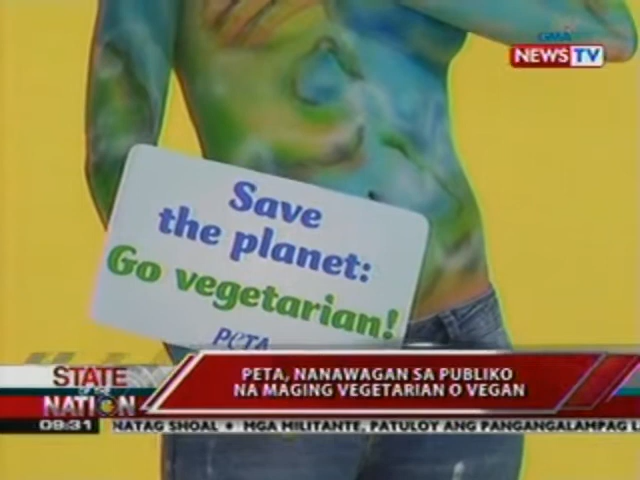 GMA
NEWS TV
Save
the planet:
Go vegetarian!
PETA
STATE
NATION
PETA, NANAWAGAN SA PUBLIKO
NA MAGING VEGETARIAN O VEGAN
09:31
NATAG SHOAL • MGA MILITANTE, PATULOY ANG PANGANGALAMPAG L